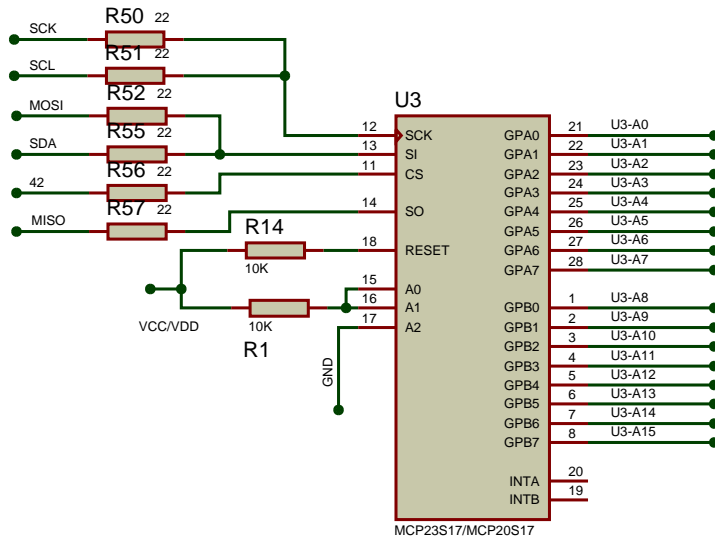 R50 22
SCK
R51 22
SCL
R52 22
MOSI
R55 22
SDA
R56 22
42
R57 22
MISO
U3
12 SCK
13 SI
11 CS
14 SO
R14
10K
18 RESET
15 A0
16 A1
17 A2
VCC/VDD
10K
R1
GND
GPA0 21 U3-A0
GPA1 22 U3-A1
GPA2 23 U3-A2
GPA3 24 U3-A3
GPA4 25 U3-A4
GPA5 26 U3-A5
GPA6 27 U3-A6
GPA7 28 U3-A7
GPB0 1 U3-A8
GPB1 2 U3-A9
GPB2 3 U3-A10
GPB3 4 U3-A11
GPB4 5 U3-A12
GPB5 6 U3-A13
GPB6 7 U3-A14
GPB7 8 U3-A15
INTA 20
INTB 19
MCP23S17/MCP20S17